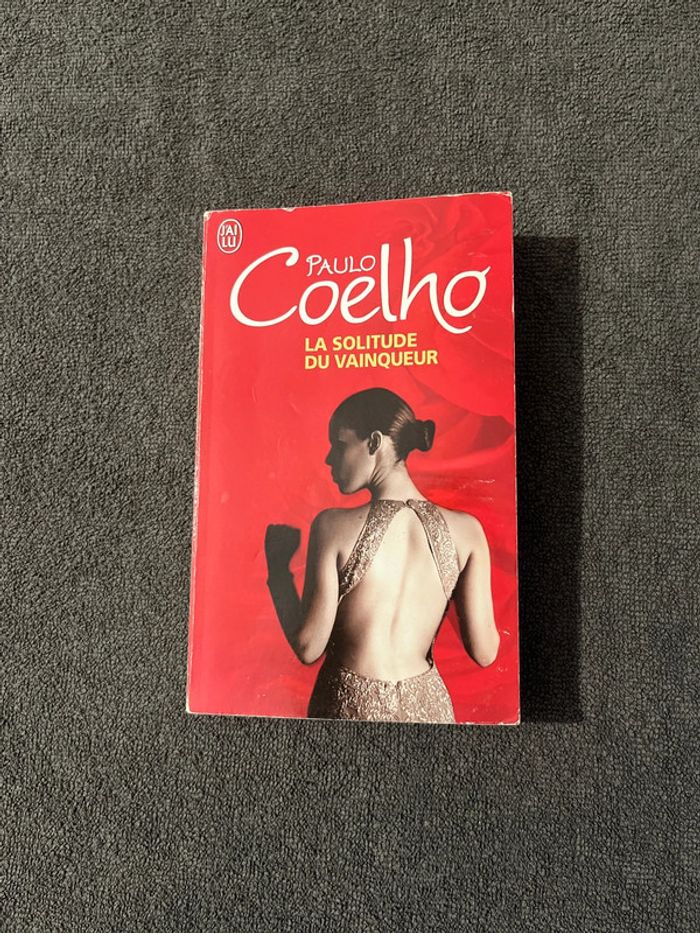 J'AI
LU
PAULO
Coelho
LA SOLITUDE
DU VAINQUEUR